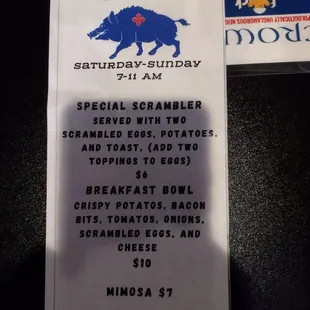 SATURDAY-SUNDAY
7-11 AM
SPECIAL SCRAMBLER
SERVED WITH TWO
SCRAMBLED EGGS, POTATOES,
AND TOAST, (ADD TWO
TOPPINGS TO EGGS)
$6
BREAKFAST BOWL
CRISPY POTATOS, BACON
BITS, TOMATOS, ONIONS,
SCRAMBLED EGGS, AND
CHEESE
$10
MIMOSA $7